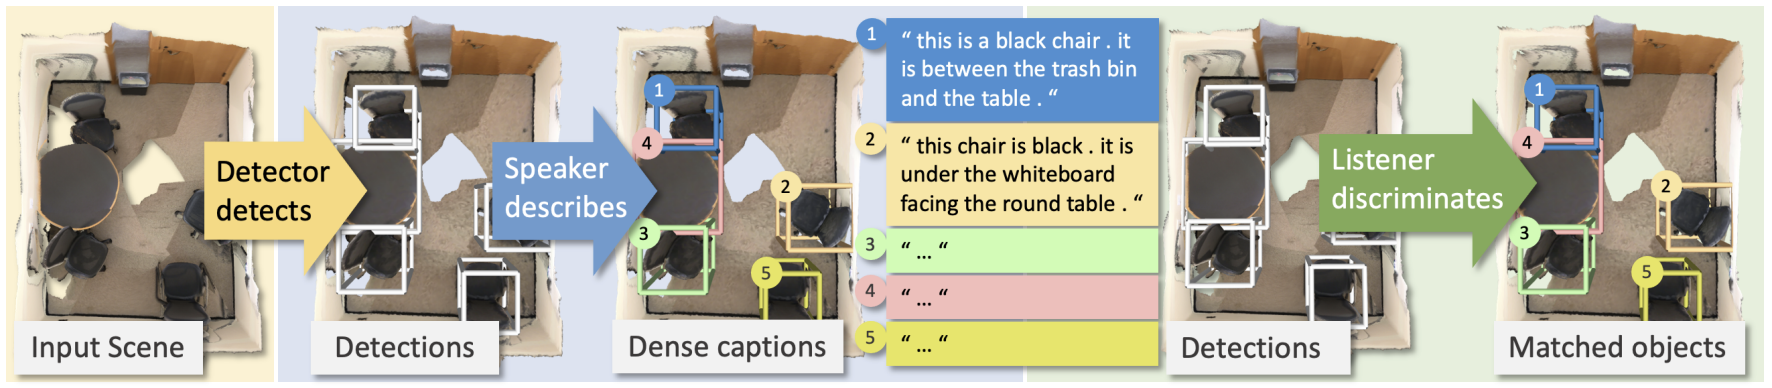 Input Scene
Detector
detects
Detections
Speaker
describes
1
4
2
3
5
Dense captions
1
“ this is a black chair . it
is between the trash bin
and the table . “
2
“ this chair is black . it is
under the whiteboard
facing the round table . “
3
“ ... “
4
“ ... “
5
“ ... “
Detections
Listener
discriminates
1
4
2
3
5
Matched objects